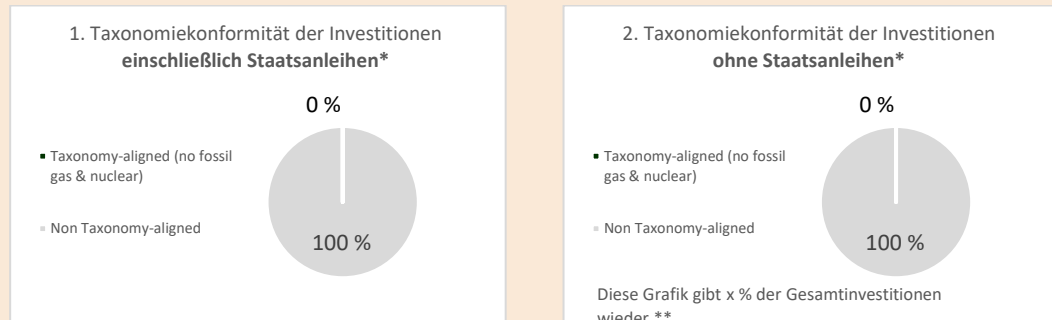 1. Taxonomiekonformität der Investitionen
einschließlich Staatsanleihen*
0 %
Taxonomy-aligned (no fossil
gas & nuclear)
Non Taxonomy-aligned
100 %
2. Taxonomiekonformität der Investitionen
ohne Staatsanleihen*
0 %
Taxonomy-aligned (no fossil
gas & nuclear)
Non Taxonomy-aligned
100 %
Diese Grafik gibt x % der Gesamtinvestitionen
wieder.**